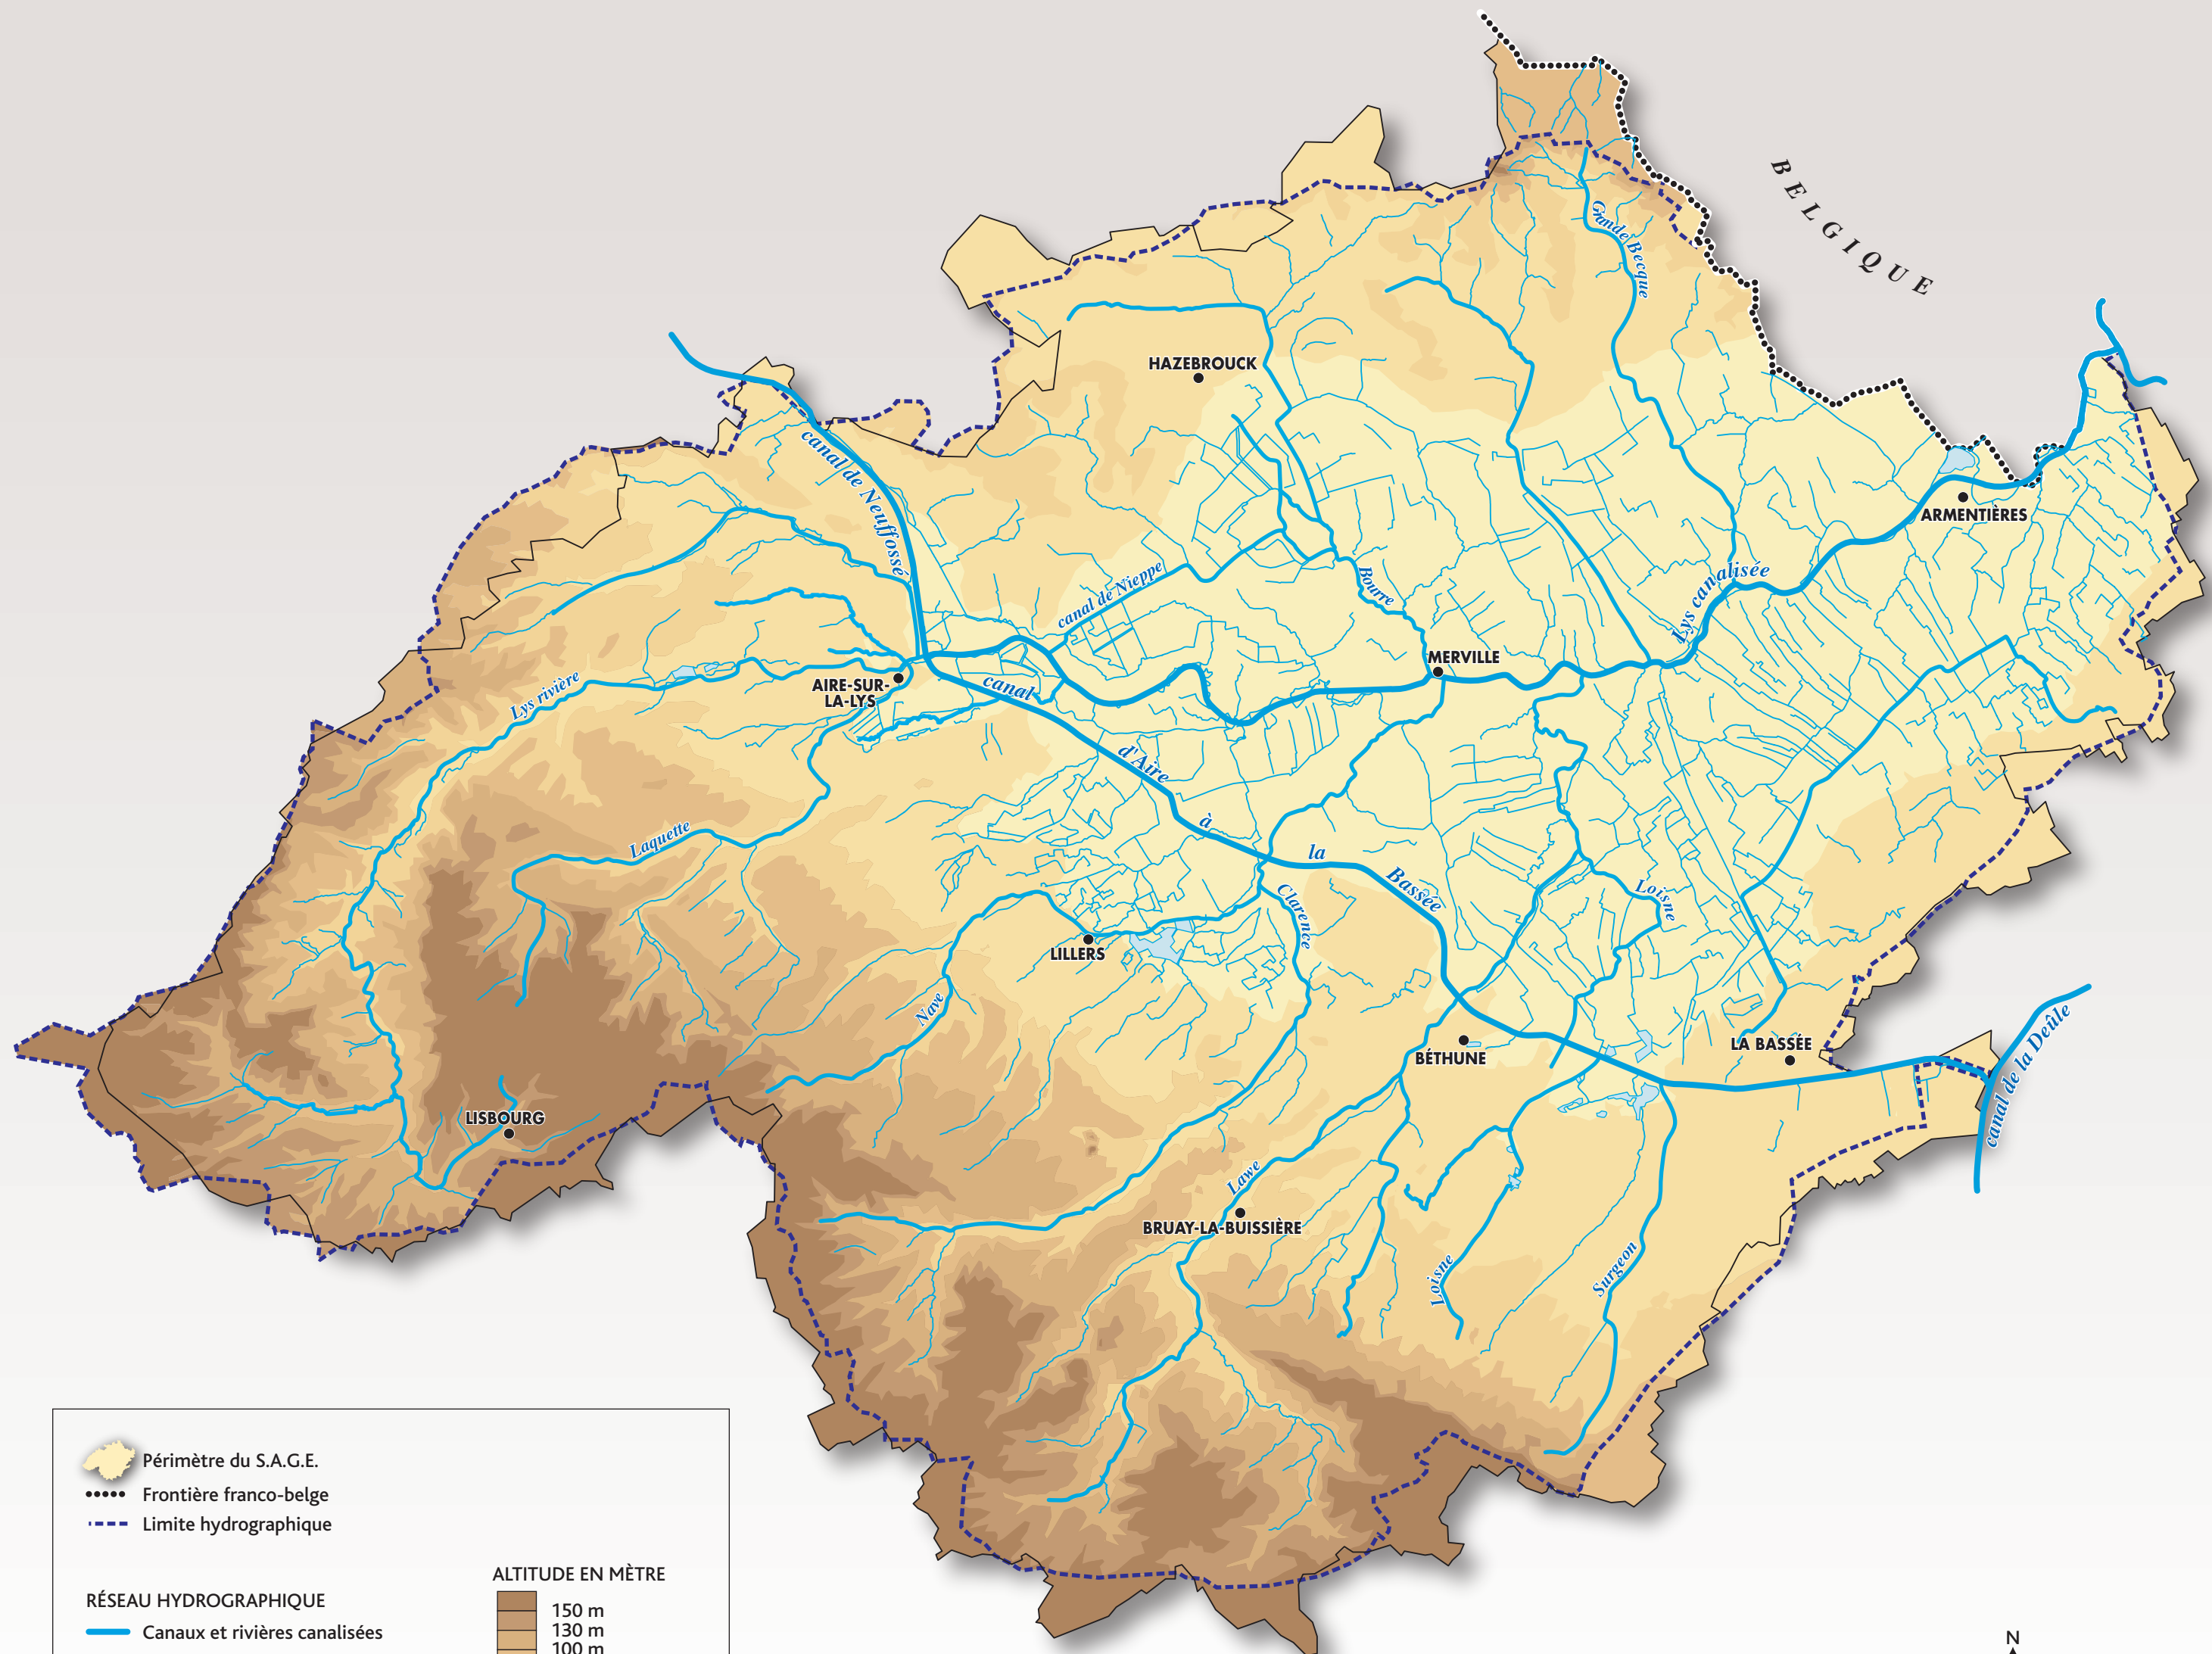 BELGIQUE
Grande Becque
HAZEBROUCK
canal de Neuffossé
ARMENTIÈRES
canal de Nieppe
Bourre
Lys canalisée
MERVILLE
AIRE-SUR-
LA-LYS
Lys rivière
canal d'Aire à la Bassée
Laquette
Clarence
Loisne
LILLERS
Nave
BÉTHUNE
LA BASSÉE
canal de la Deûle
LISBOURG
Lawe
BRUAY-LA-BUISSIÈRE
Loisne
Surgeon
Périmètre du S.A.G.E.
Frontière franco-belge
Limite hydrographique
RÉSEAU HYDROGRAPHIQUE
Canaux et rivières canalisées
ALTITUDE EN MÈTRE
150 m
130 m
100 m
N